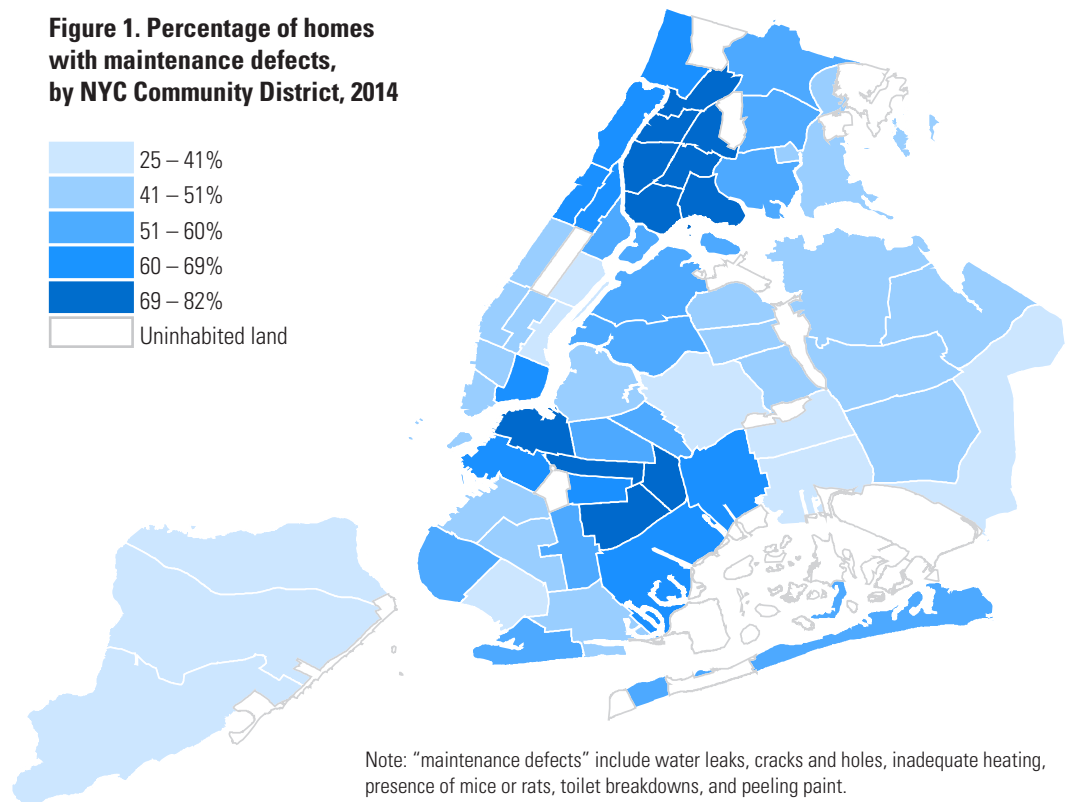 Figure 1. Percentage of homes
with maintenance defects,
by NYC Community District, 2014
25 – 41%
41 – 51%
51 – 60%
60 – 69%
69 – 82%
Uninhabited land
Note: “maintenance defects” include water leaks, cracks and holes, inadequate heating,
presence of mice or rats, toilet breakdowns, and peeling paint.